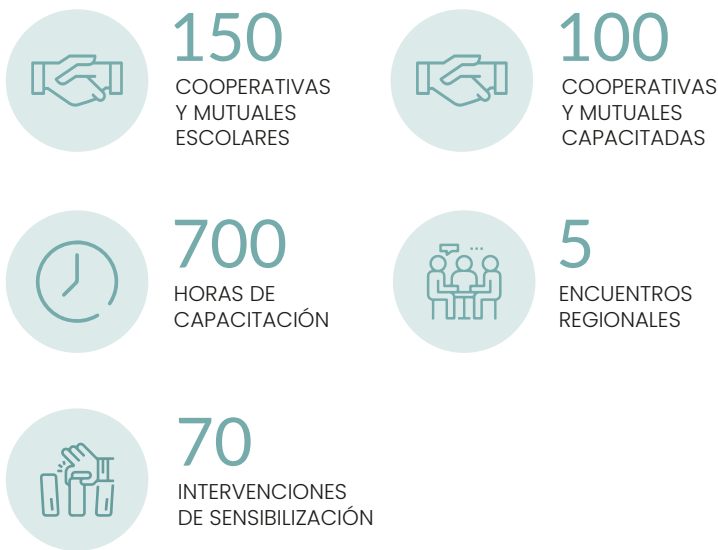 150
COOPERATIVAS
Y MUTUALES
ESCOLARES
100
COOPERATIVAS
Y MUTUALES
CAPACITADAS
700
HORAS DE
CAPACITACIÓN
5
ENCUENTROS
REGIONALES
70
INTERVENCIONES
DE SENSIBILIZACIÓN